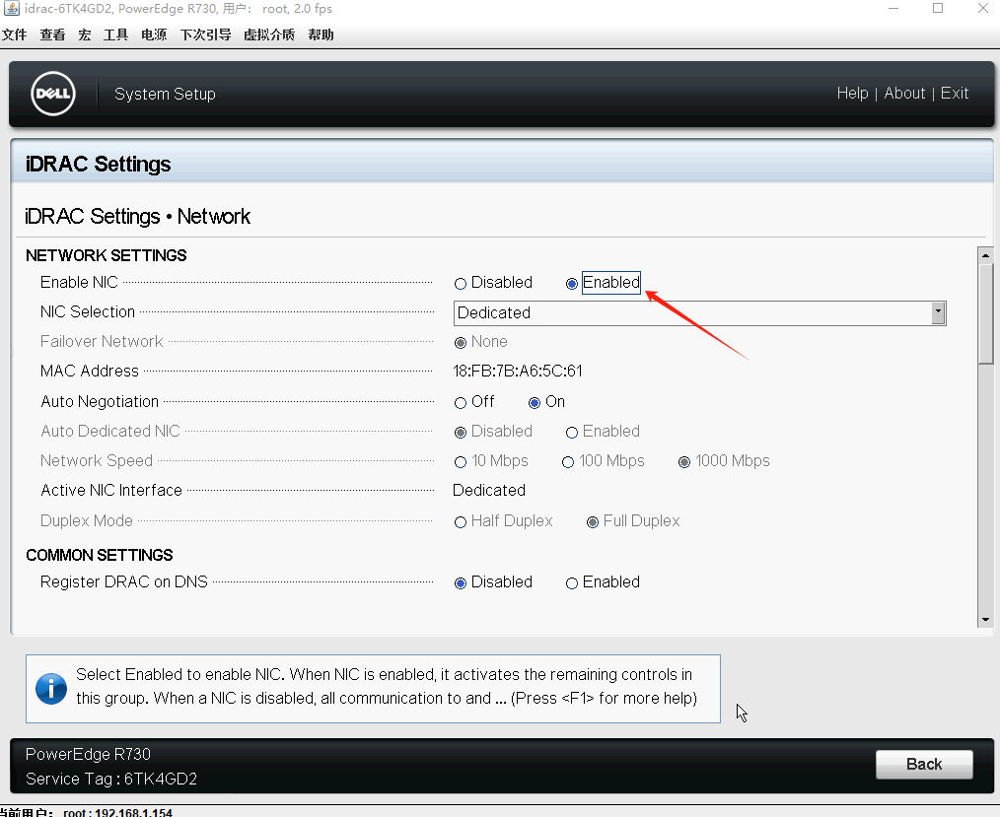 idrac-6TK4GD2, PowerEdge R730, 用户： root, 2.0 fps
文件 查看 宏 工具 电源 下次引导 虚拟介质 帮助
DELL System Setup Help | About | Exit
iDRAC Settings
iDRAC Settings • Network
NETWORK SETTINGS
Enable NIC Disabled Enabled
NIC Selection Dedicated
Failover Network None
MAC Address 18:FB:7B:A6:5C:61
Auto Negotiation Off On
Auto Dedicated NIC Disabled Enabled
Network Speed 10 Mbps 100 Mbps 1000 Mbps
Active NIC Interface Dedicated
Duplex Mode Half Duplex Full Duplex
COMMON SETTINGS
Register DRAC on DNS Disabled Enabled
Select Enabled to enable NIC. When NIC is enabled, it activates the remaining controls in
this group. When a NIC is disabled, all communication to and ... (Press <F1> for more help)
PowerEdge R730
Service Tag : 6TK4GD2
Back
当前用户： root : 192.168.1.154